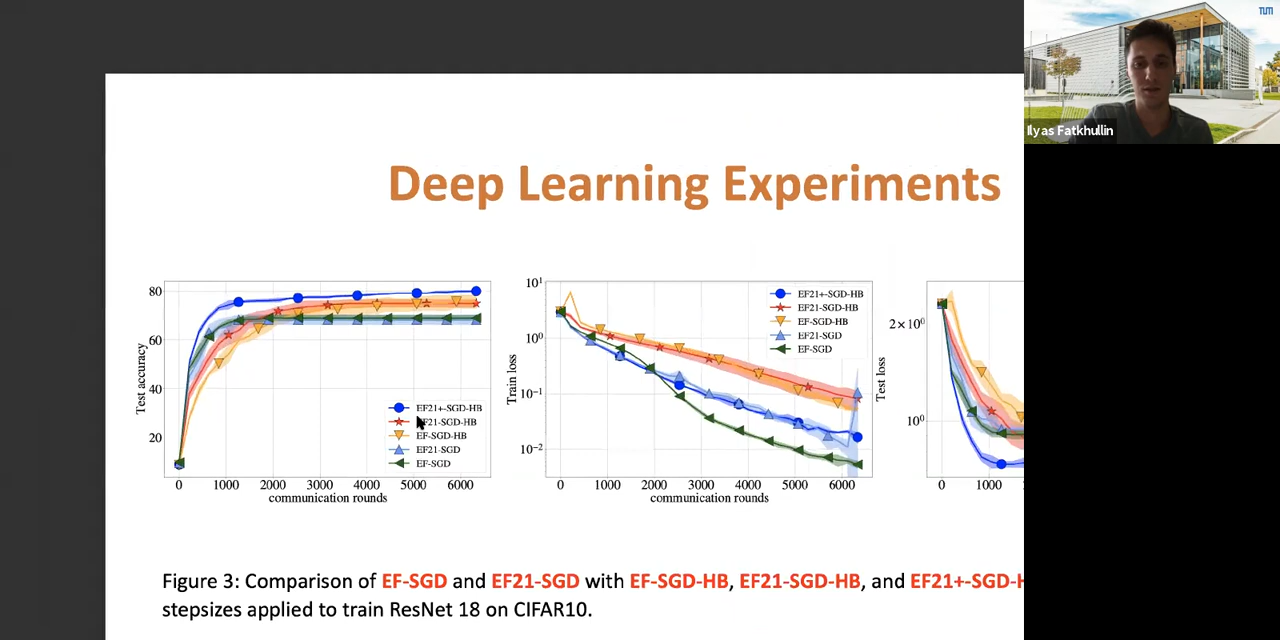 TUM
Ilyas Fatkhullin
Deep Learning Experiments
80
60
40
20
Test accuracy
EF21+-SGD-HB
EF21-SGD-HB
EF-SGD-HB
EF21-SGD
EF-SGD
0 1000 2000 3000 4000 5000 6000
communication rounds
10¹
10⁰
10⁻¹
10⁻²
Train loss
EF21+-SGD-HB
EF21-SGD-HB
EF-SGD-HB
EF21-SGD
EF-SGD
0 1000 2000 3000 4000 5000 6000
communication rounds
2 × 10⁰
10⁰
Test loss
0 1000
Figure 3: Comparison of EF-SGD and EF21-SGD with EF-SGD-HB, EF21-SGD-HB, and EF21+-SGD-H
stepsizes applied to train ResNet 18 on CIFAR10.